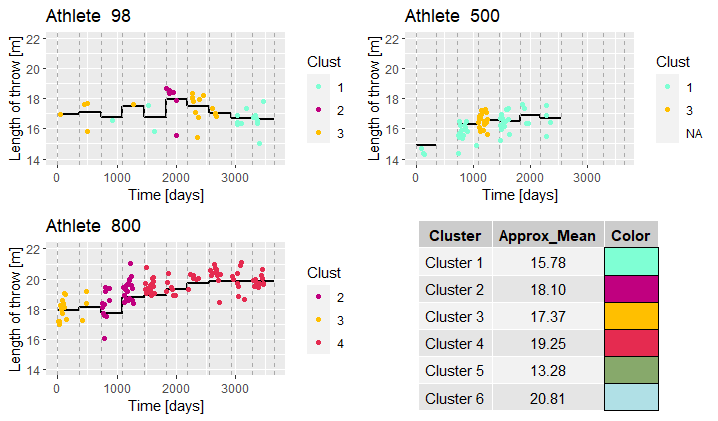 Athlete 98
Length of throw [m]
22
20
18
16
14
0 1000 2000 3000
Time [days]
Clust
1
2
3
Athlete 500
Length of throw [m]
22
20
18
16
14
0 1000 2000 3000
Time [days]
Clust
1
3
NA
Athlete 800
Length of throw [m]
22
20
18
16
14
0 1000 2000 3000
Time [days]
Clust
2
3
4
Cluster Approx_Mean Color
Cluster 1 15.78
Cluster 2 18.10
Cluster 3 17.37
Cluster 4 19.25
Cluster 5 13.28
Cluster 6 20.81